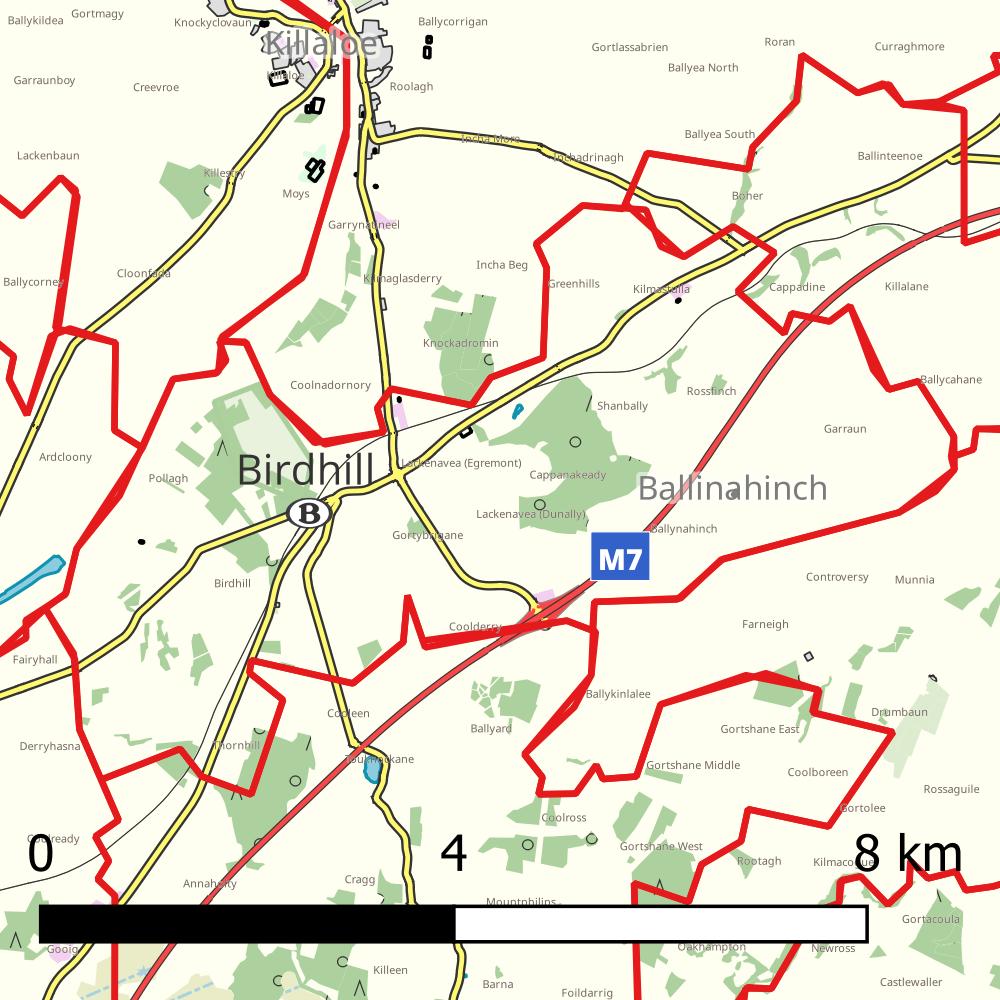 Gortmagy
Ballykildea
Knockyclovaun
Ballycorrigan
Roran
Killaloe
Gortlassabrien
Curraghmore
Ballyea North
Killaloe
Garraunboy
Creevroe
Roolagh
Ballyea South
Incha More
Lackenbaun
Inchadrinagh
Ballinteenoe
Killestry
Moys
Boher
Garrynatineel
Incha Beg
Cloonfadda
Kilmaglasderry
Ballycorney
Greenhills
Kilmastulla
Cappadine
Killalane
Knockadromin
Coolnadornory
Rossfinch
Ballycahane
Shanbally
Garraun
Ardcloony
Birdhill
Lackenavea (Egremont)
Pollagh
Cappanakeady
Ballinahinch
B
Lackenavea (Dunally)
Ballynahinch
Gortybrigane
M7
Birdhill
Controversy
Munnia
Coolderry
Farneigh
Fairyhall
Ballykinlalee
Cooleen
Drumbaun
Ballyard
Gortshane East
Derryhasna
Thornhill
Gortshane Middle
Coolboreen
Rossaguile
Coolross
Gortolee
Coolready
0
4
8 km
Gortshane West
Rootagh
Cragg
Annaholty
Mountphilips
Gortacoula
Gooig
Oakhampton
Newross
Killeen
Barna
Foildarrig
Castlewaller